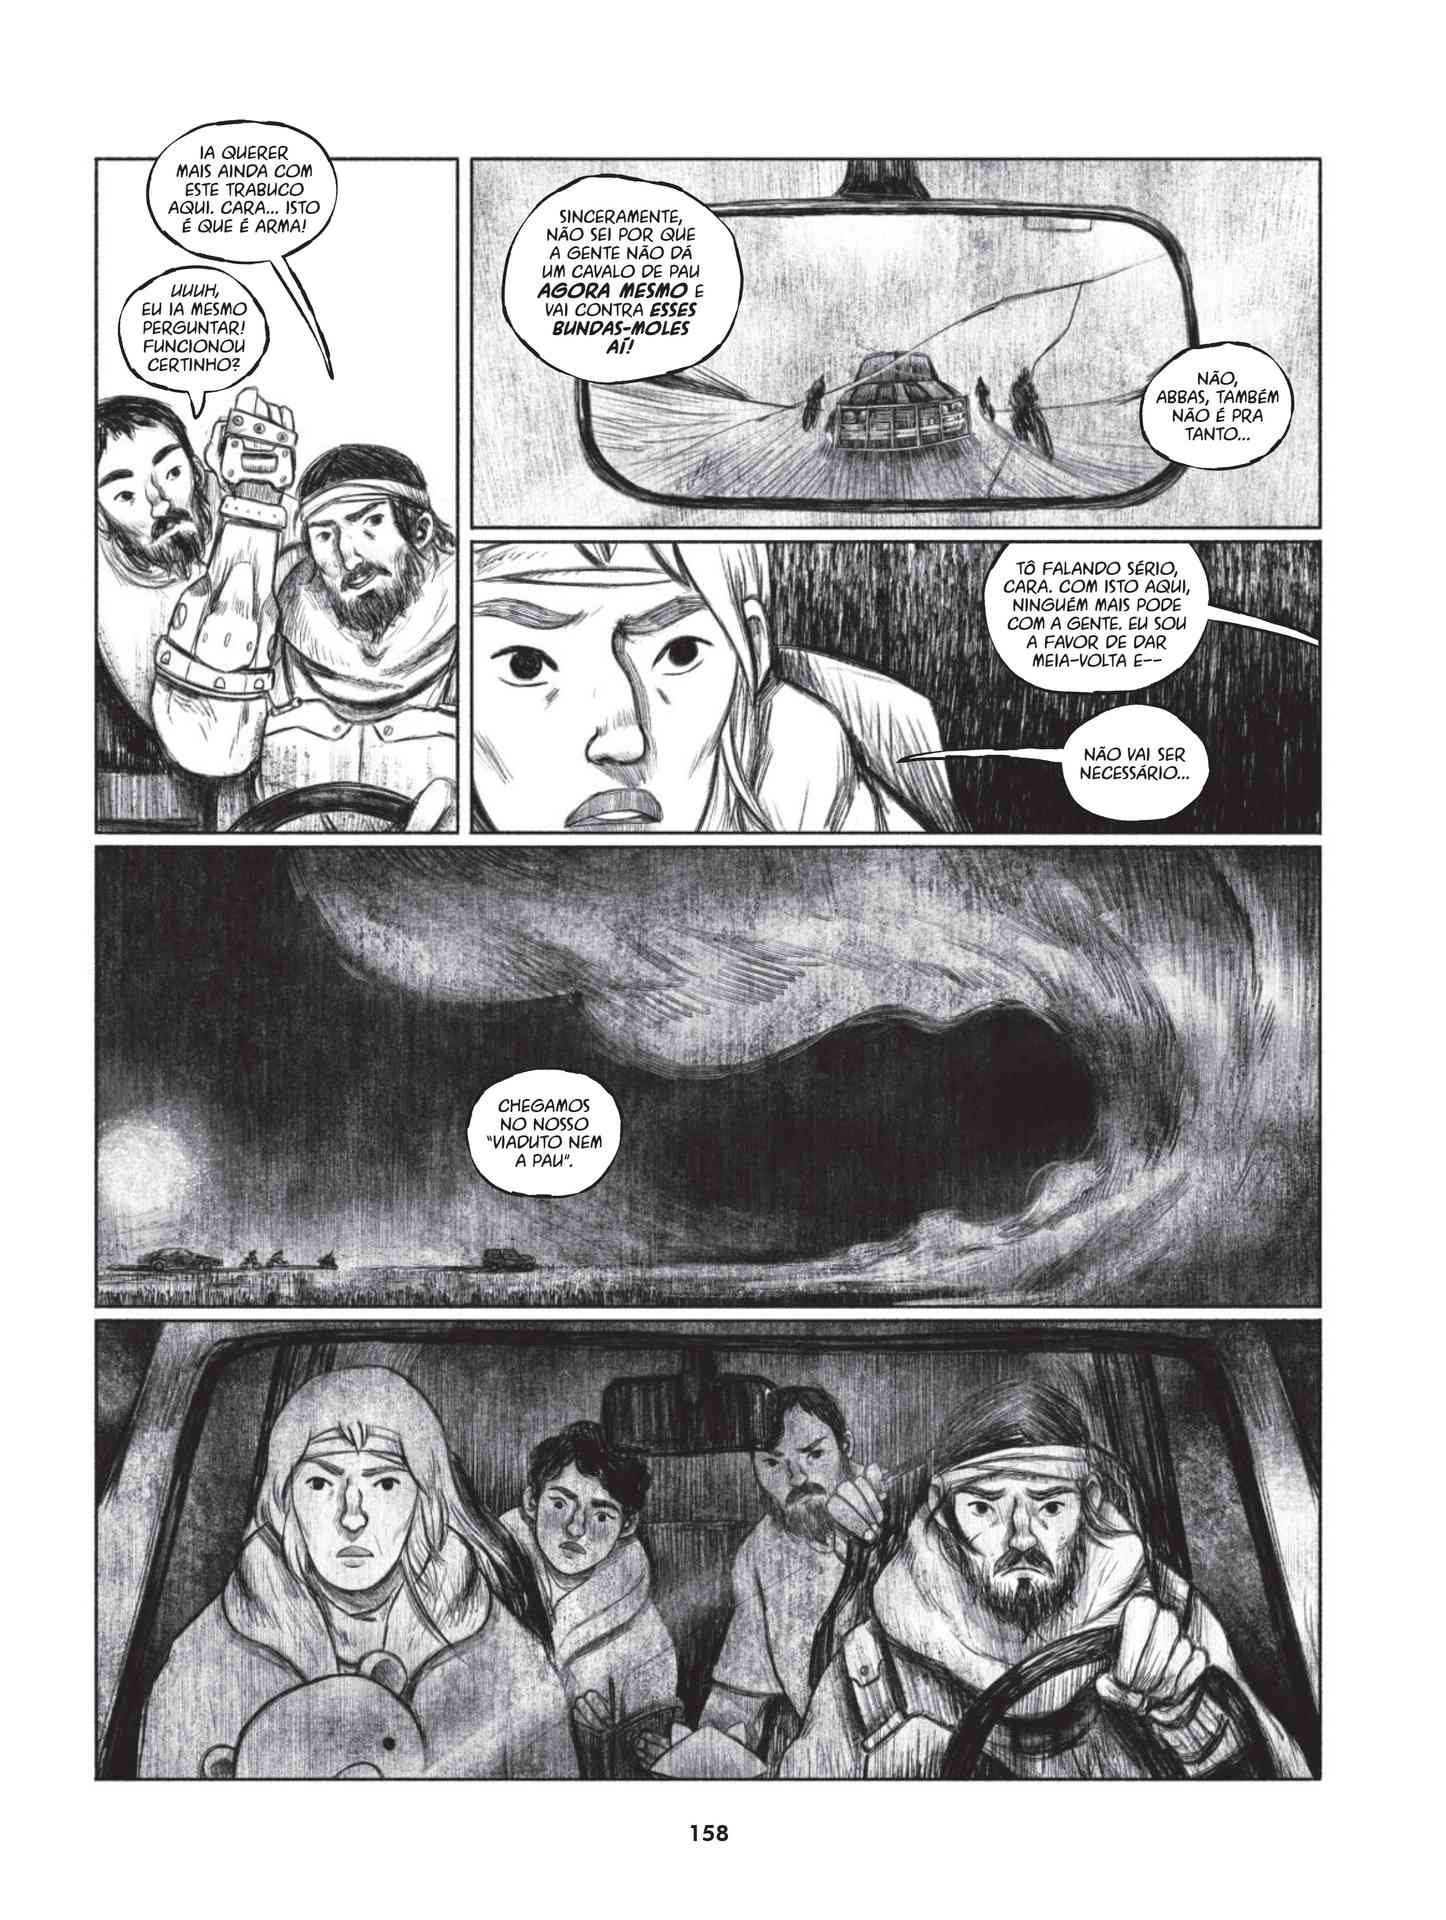 IA QUERER
MAIS AINDA COM
ESTE TRABUCO
AQUI. CARA... ISTO
É QUE É ARMA!
UUUH,
EU IA MESMO
PERGUNTAR!
FUNCIONOU
CERTINHO?
SINCERAMENTE,
NÃO SEI POR QUE
A GENTE NÃO DÁ
UM CAVALO DE PAU
AGORA MESMO E
VAI CONTRA ESSES
BUNDAS-MOLES
AÍ!
NÃO,
ABBAS, TAMBÉM
NÃO É PRA
TANTO...
TÔ FALANDO SÉRIO,
CARA. COM ISTO AQUI,
NINGUÉM MAIS PODE
COM A GENTE. EU SOU
A FAVOR DE DAR
MEIA-VOLTA E--
NÃO VAI SER
NECESSÁRIO...
CHEGAMOS
NO NOSSO
"VIADUTO NEM
A PAU".
158